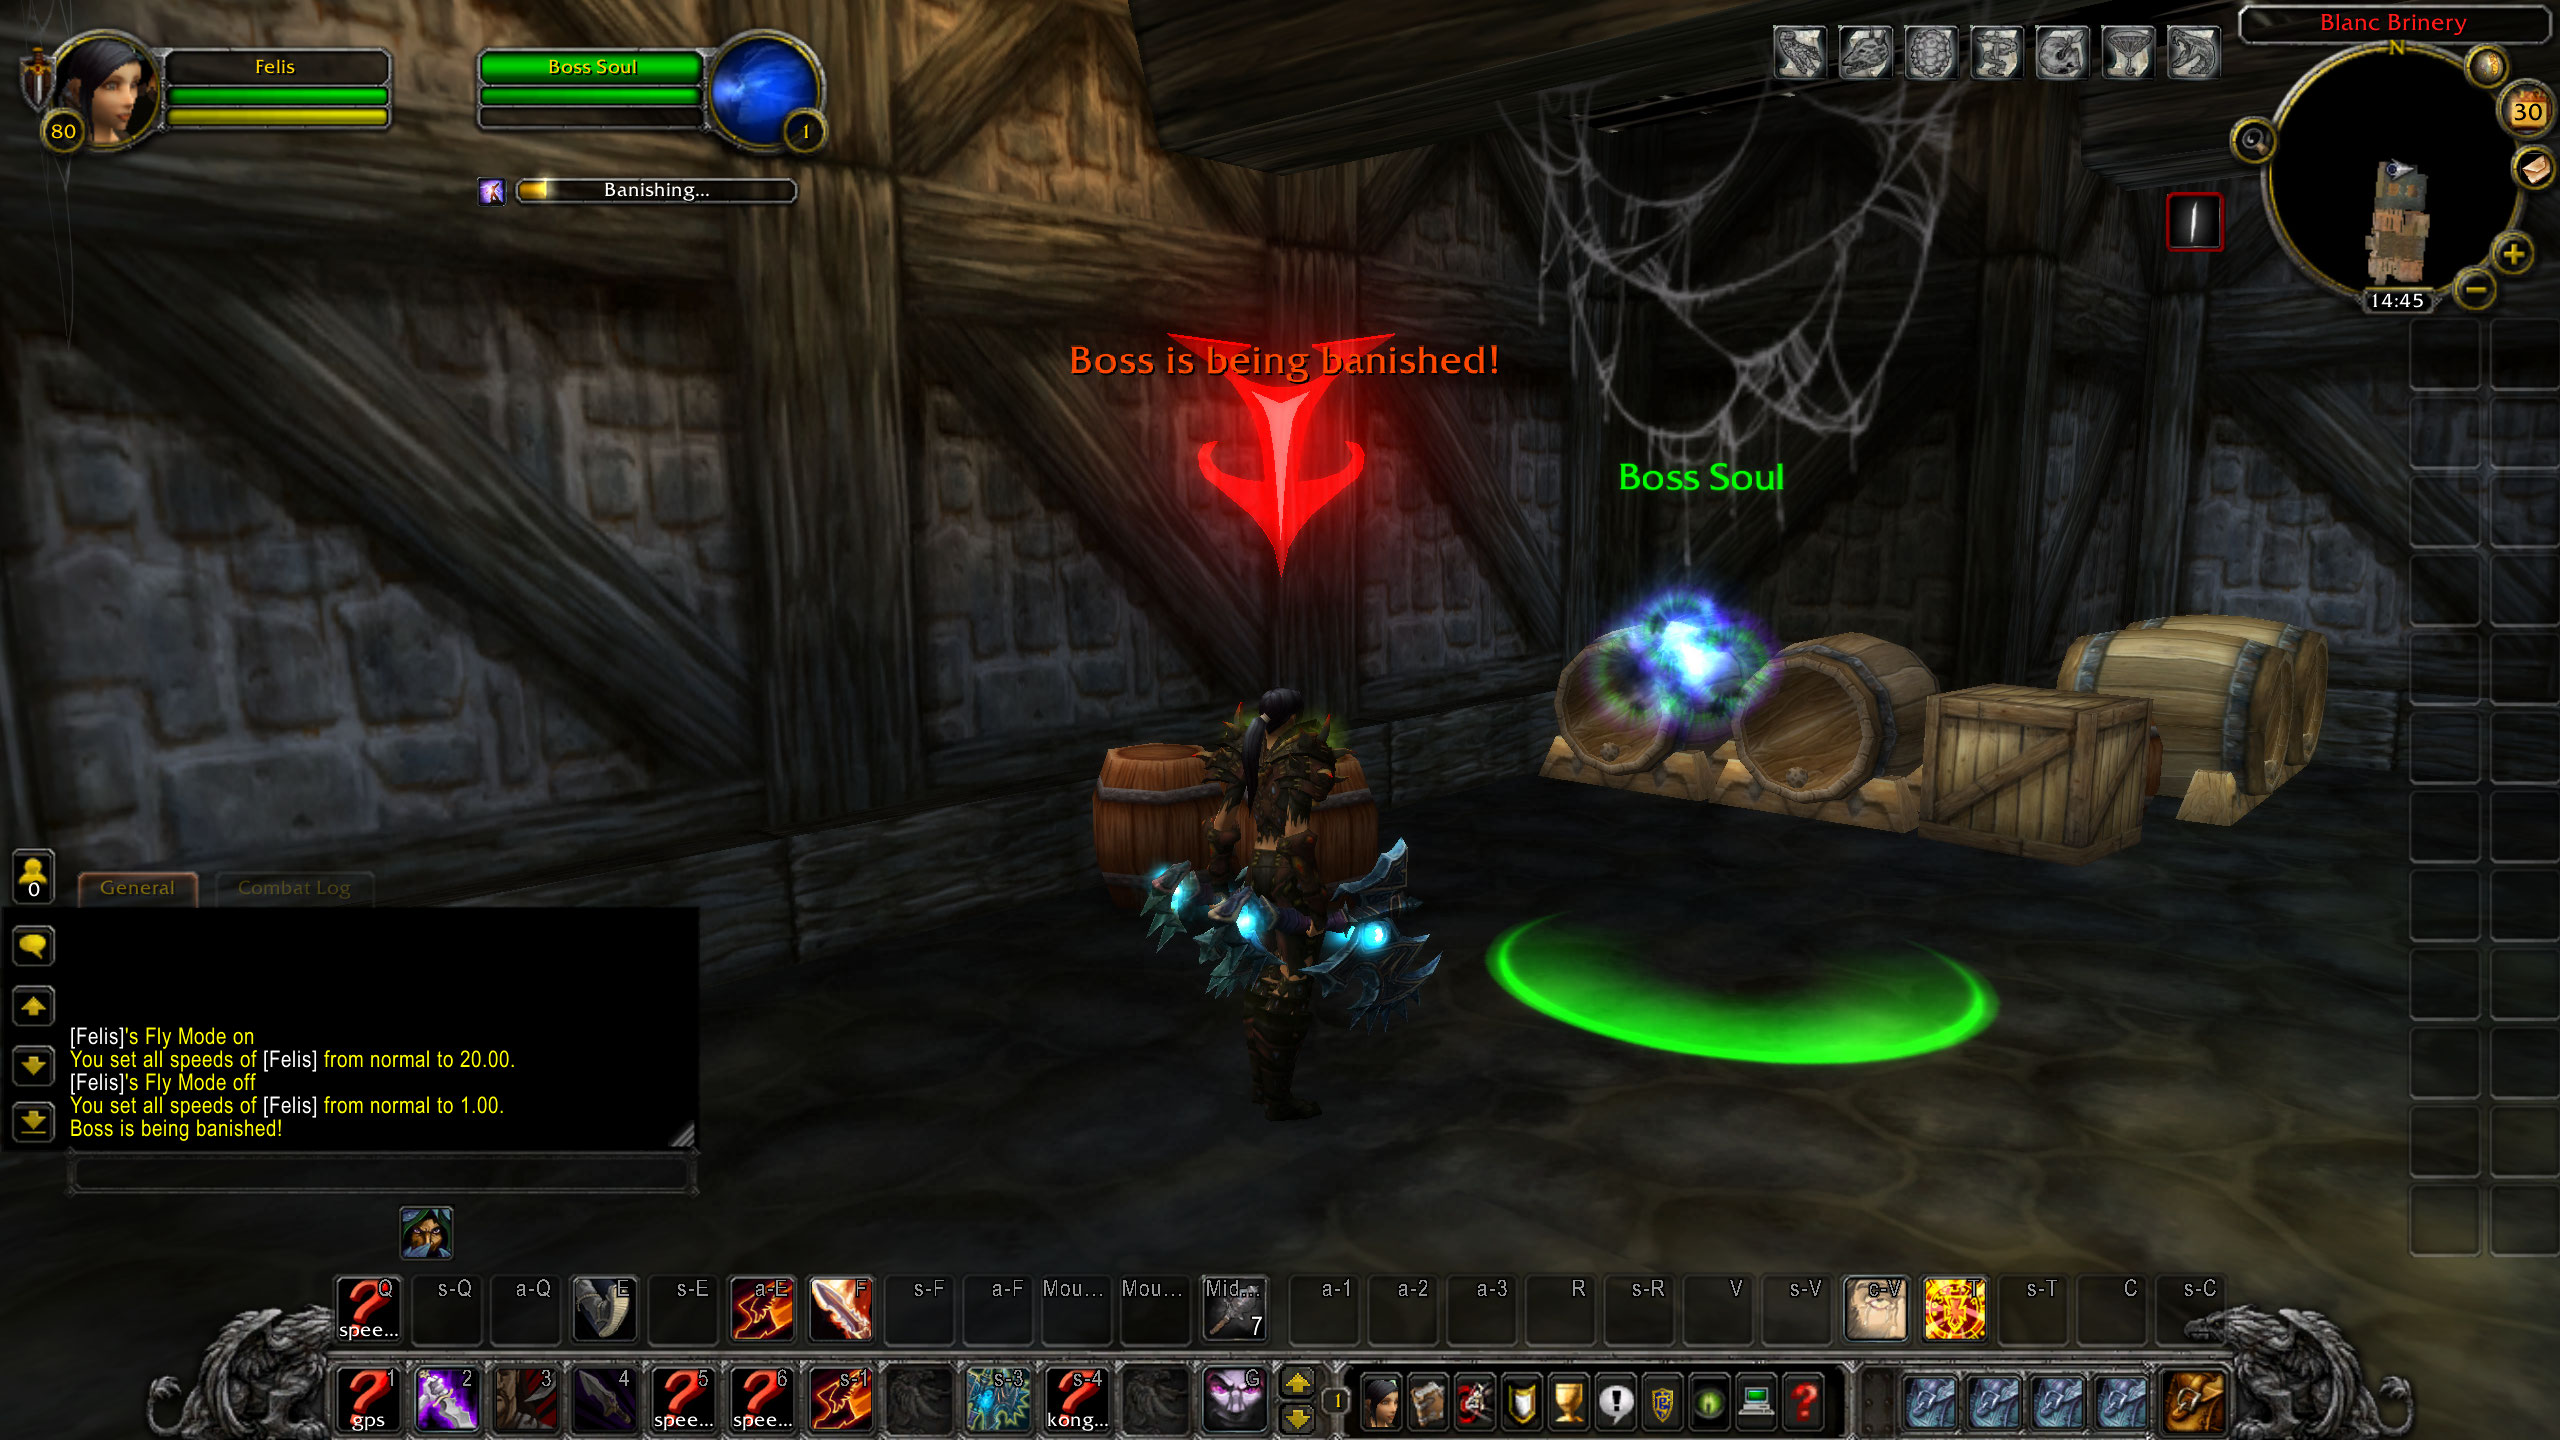 Blanc Brinery
Felis
Boss Soul
80
1
30
N
Banishing...
14:45
Boss is being banished!
Boss Soul
0
General
Combat Log
[Felis]'s Fly Mode on
You set all speeds of [Felis] from normal to 20.00.
[Felis]'s Fly Mode off
You set all speeds of [Felis] from normal to 1.00.
Boss is being banished!
Q s-Q a-Q E s-E a-E F s-F a-F Mou... Mou... Mid... a-1 a-2 a-3 R s-R V s-V c-V T s-T C s-C
spee... 7
1 2 3 4 5 6 s-1 s-3 s-4 G
1
gps spee... spee... kong...